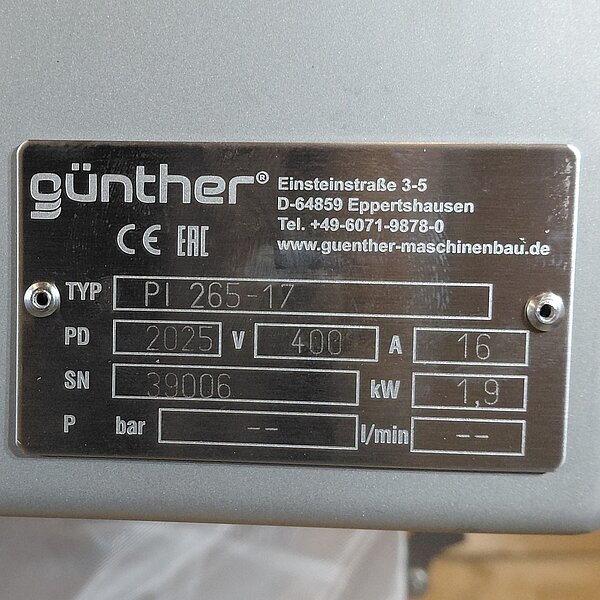 günther® Einsteinstraße 3-5
D-64859 Eppertshausen
Tel. +49-6071-9878-0
CE EAC www.guenther-maschinenbau.de
TYP PI 265-17
PD 2025 V 400 A 16
SN 39006 kW 1,9
P bar -- l/min --